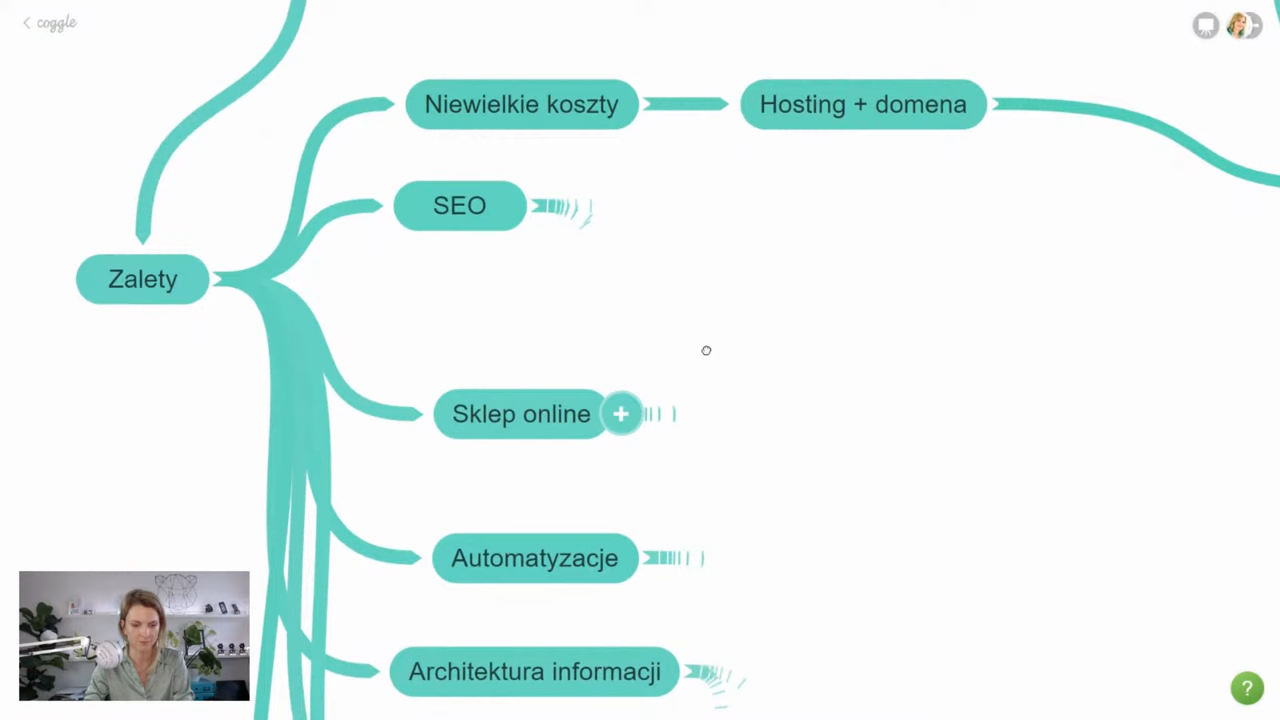 coggle
Niewielkie koszty
Hosting + domena
SEO
Zalety
Sklep online
+
Automatyzacje
Architektura informacji
?